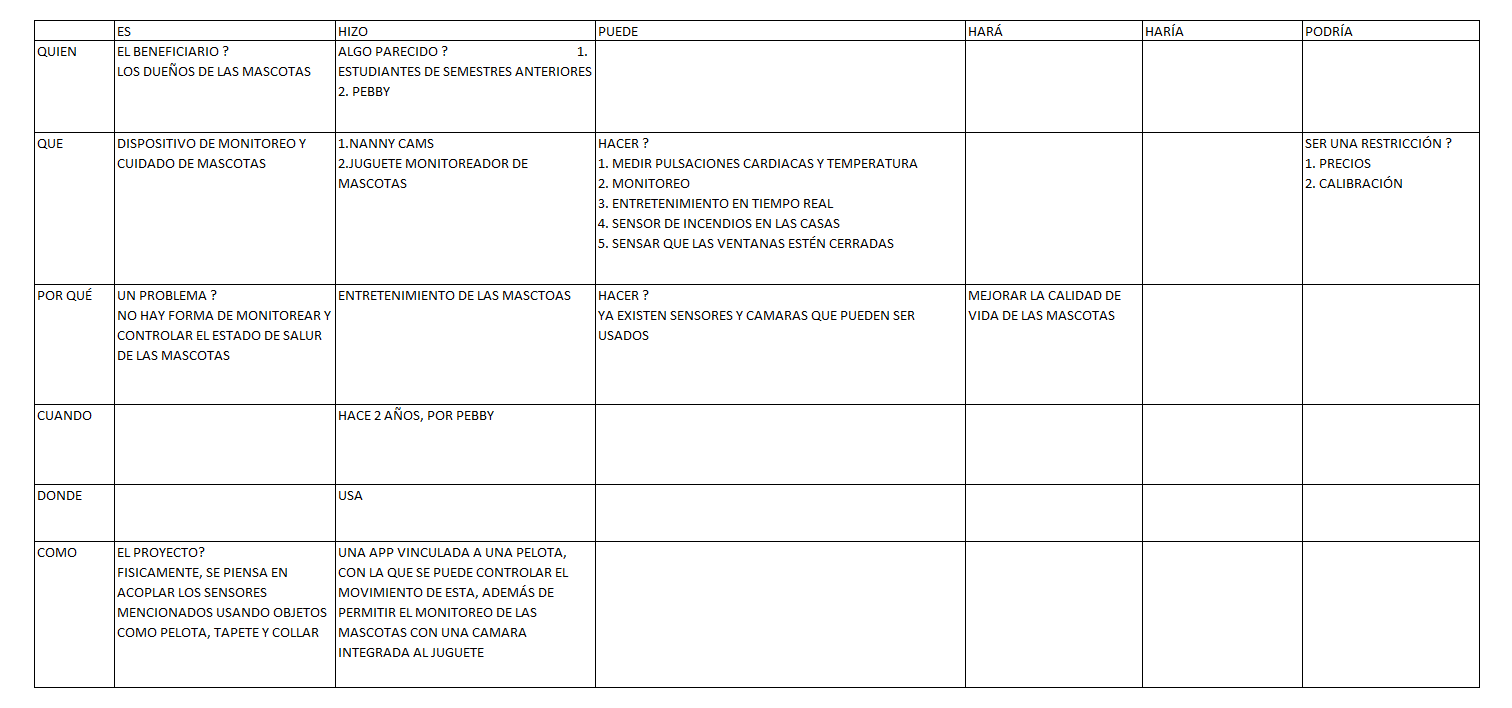 ES HIZO PUEDE HARÁ HARÍA PODRÍA
QUIEN
EL BENEFICIARIO ?
LOS DUEÑOS DE LAS MASCOTAS
ALGO PARECIDO ? 1.
ESTUDIANTES DE SEMESTRES ANTERIORES
2. PEBBY
QUE
DISPOSITIVO DE MONITOREO Y
CUIDADO DE MASCOTAS
1.NANNY CAMS
2.JUGUETE MONITOREADOR DE
MASCOTAS
HACER ?
1. MEDIR PULSACIONES CARDIACAS Y TEMPERATURA
2. MONITOREO
3. ENTRETENIMIENTO EN TIEMPO REAL
4. SENSOR DE INCENDIOS EN LAS CASAS
5. SENSAR QUE LAS VENTANAS ESTÉN CERRADAS
SER UNA RESTRICCIÓN ?
1. PRECIOS
2. CALIBRACIÓN
POR QUÉ
UN PROBLEMA ?
NO HAY FORMA DE MONITOREAR Y
CONTROLAR EL ESTADO DE SALUR
DE LAS MASCOTAS
ENTRETENIMIENTO DE LAS MASCTOAS
HACER ?
YA EXISTEN SENSORES Y CAMARAS QUE PUEDEN SER
USADOS
MEJORAR LA CALIDAD DE
VIDA DE LAS MASCOTAS
CUANDO
HACE 2 AÑOS, POR PEBBY
DONDE
USA
COMO
EL PROYECTO?
FISICAMENTE, SE PIENSA EN
ACOPLAR LOS SENSORES
MENCIONADOS USANDO OBJETOS
COMO PELOTA, TAPETE Y COLLAR
UNA APP VINCULADA A UNA PELOTA,
CON LA QUE SE PUEDE CONTROLAR EL
MOVIMIENTO DE ESTA, ADEMÁS DE
PERMITIR EL MONITOREO DE LAS
MASCOTAS CON UNA CAMARA
INTEGRADA AL JUGUETE